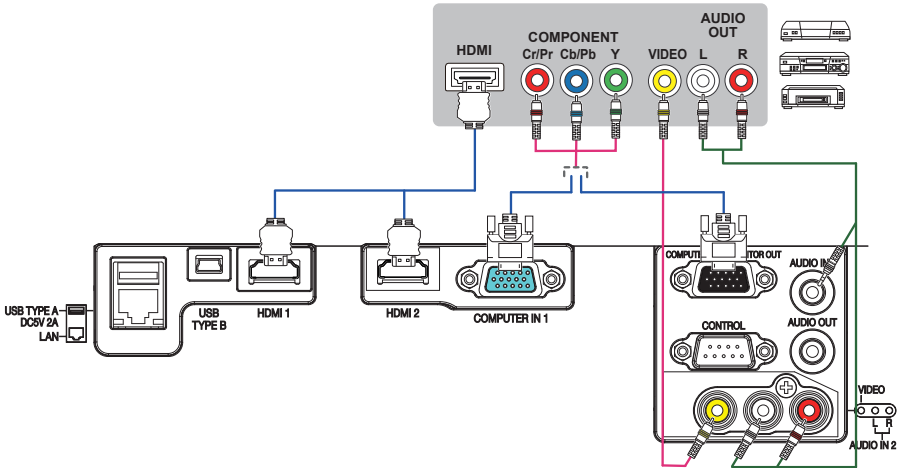 AUDIO
OUT
COMPONENT
HDMI
Cr/Pr Cb/Pb Y
VIDEO L R
USB TYPE A
DC5V 2A
LAN
USB
TYPE B
HDMI 1
HDMI 2
COMPUTER IN 1
OUT
AUDIO IN
CONTROL
AUDIO OUT
VIDEO
L R
AUDIO IN 2